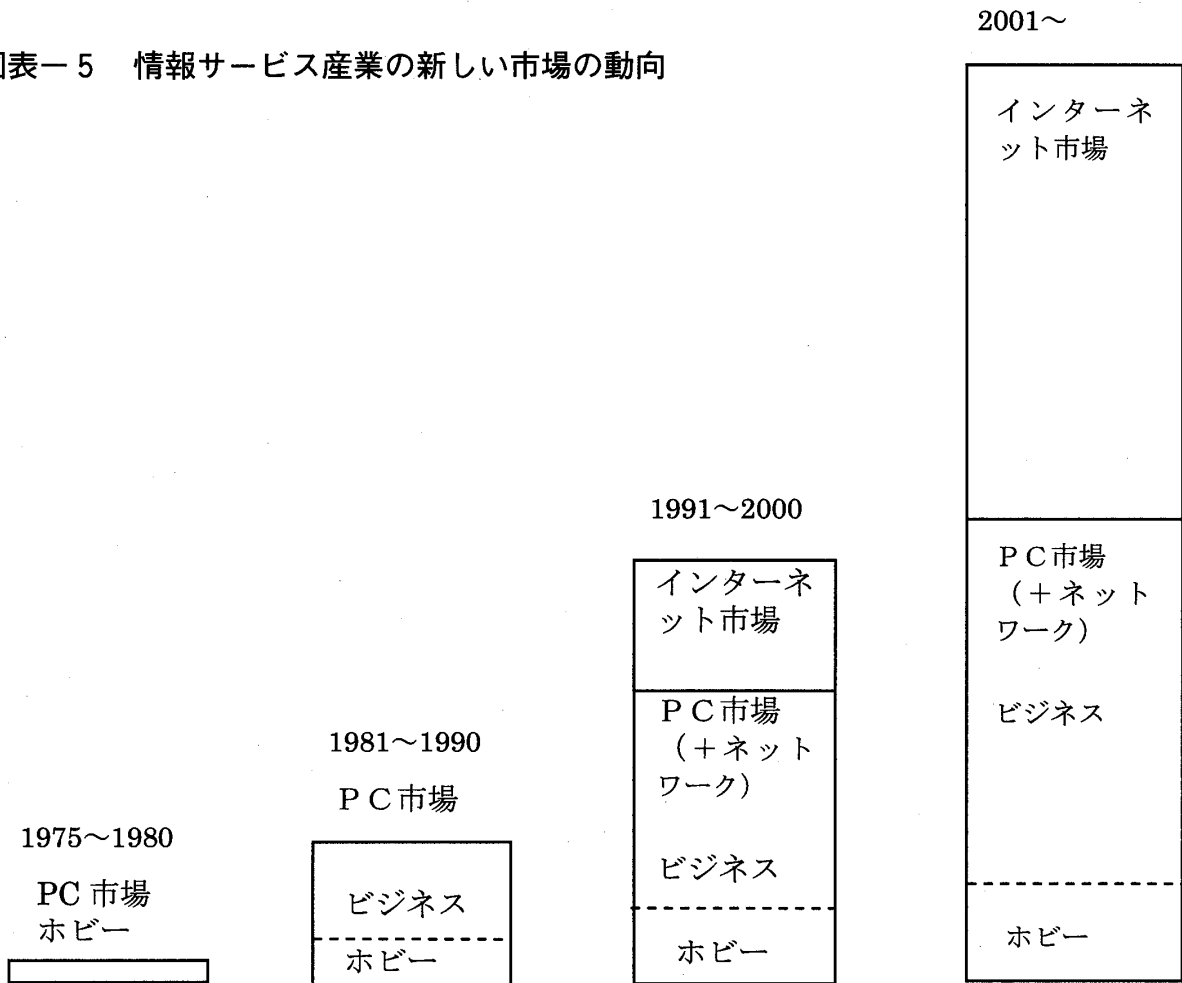 表－５　情報サービス産業の新しい市場の動向
2001～
インターネ
ット市場
ＰＣ市場
（＋ネット
ワーク）
ビジネス
ホビー
1991～2000
インターネ
ット市場
ＰＣ市場
（＋ネット
ワーク）
ビジネス
ホビー
1981～1990
ＰＣ市場
ビジネス
ホビー
1975～1980
PC 市場
ホビー